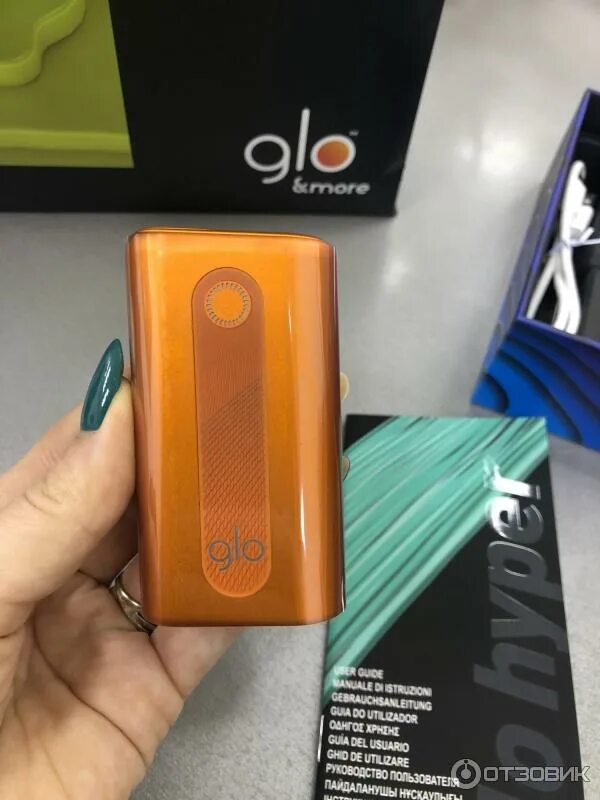 glo™
&more
glo
glo hyper
USER GUIDE
MANUALE DI ISTRUZIONI
GEBRAUCHSANLEITUNG
GUIA DO UTILIZADOR
ΟΔΗΓΟΣ ΧΡΗΣΗΣ
GUÍA DEL USUARIO
GHID DE UTILIZARE
РУКОВОДСТВО ПОЛЬЗОВАТЕЛЯ
ПАЙДАЛАНУШЫ НҰСҚАУЛЫҒЫ
ОТЗОВИК